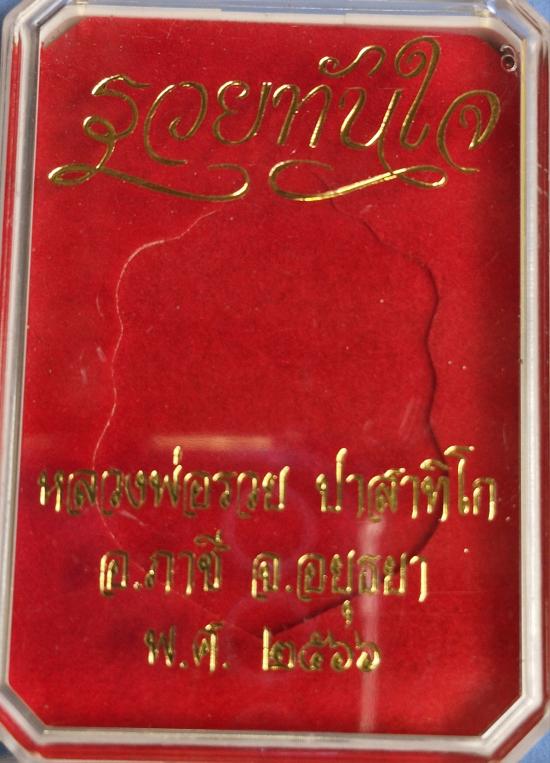 รวยทันใจ
หลวงพ่อรวย ปาสาทิโก
อ.ภาชี จ.อยุธยา
พ.ศ. ๒๕๖๖